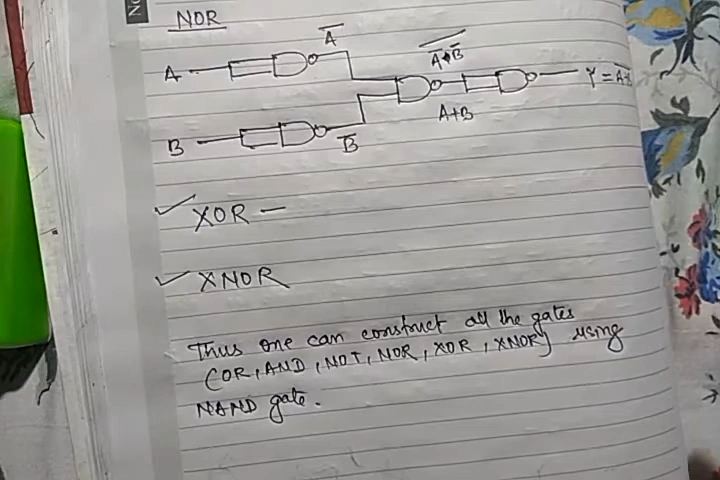 NOR
A̅
A
A̅·B̅
Y = A+
A+B
B
B̅
XOR –
XNOR
Thus one can construct all the gates
(OR, AND, NOT, NOR, XOR, XNOR) using
NAND gate.